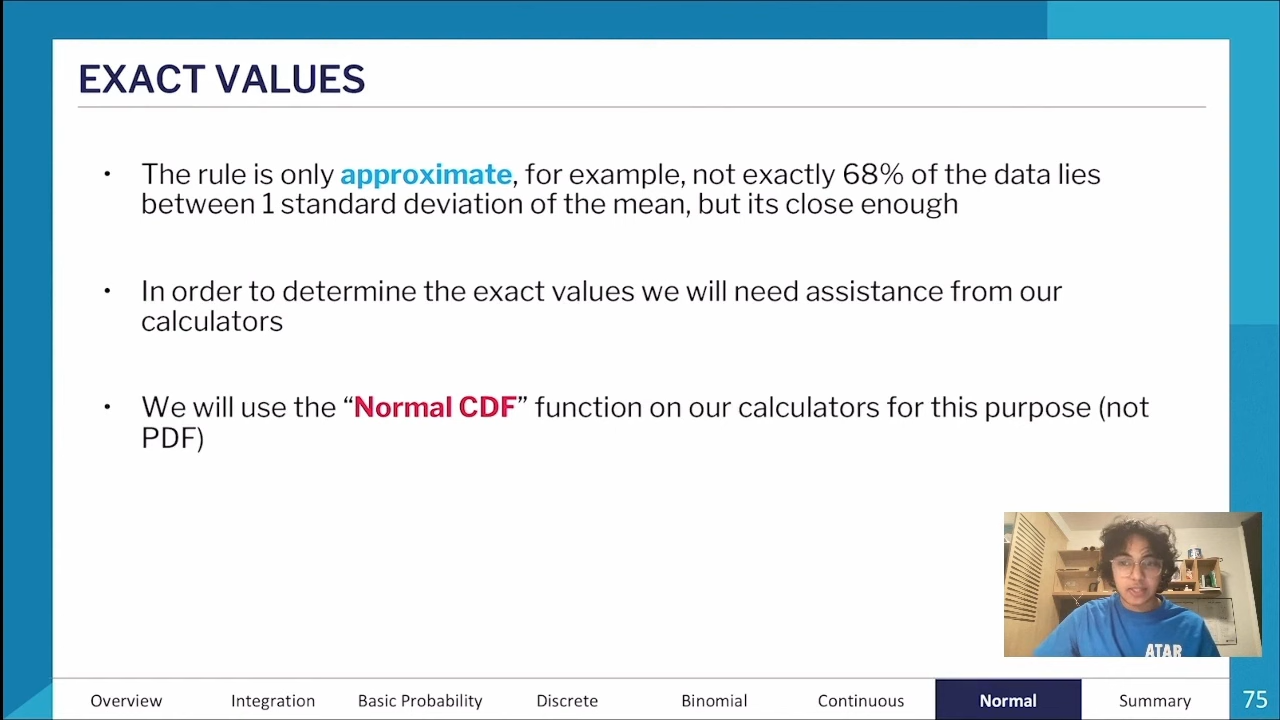 EXACT VALUES
• The rule is only approximate, for example, not exactly 68% of the data lies
between 1 standard deviation of the mean, but its close enough
• In order to determine the exact values we will need assistance from our
calculators
• We will use the “Normal CDF” function on our calculators for this purpose (not
PDF)
ATAR
Overview Integration Basic Probability Discrete Binomial Continuous Normal Summary 75